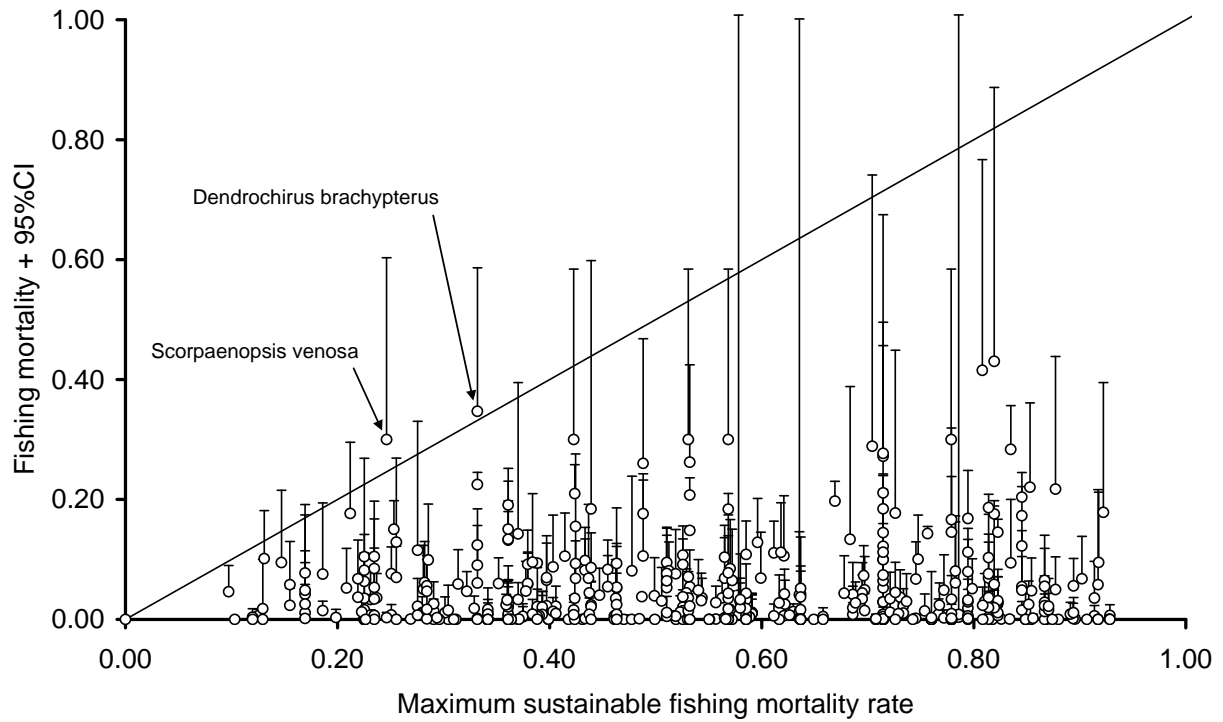 1.00
0.80
0.60
0.40
0.20
0.00
Fishing mortality + 95%CI
Dendrochirus brachypterus
Scorpaenopsis venosa
0.00 0.20 0.40 0.60 0.80 1.00
Maximum sustainable fishing mortality rate